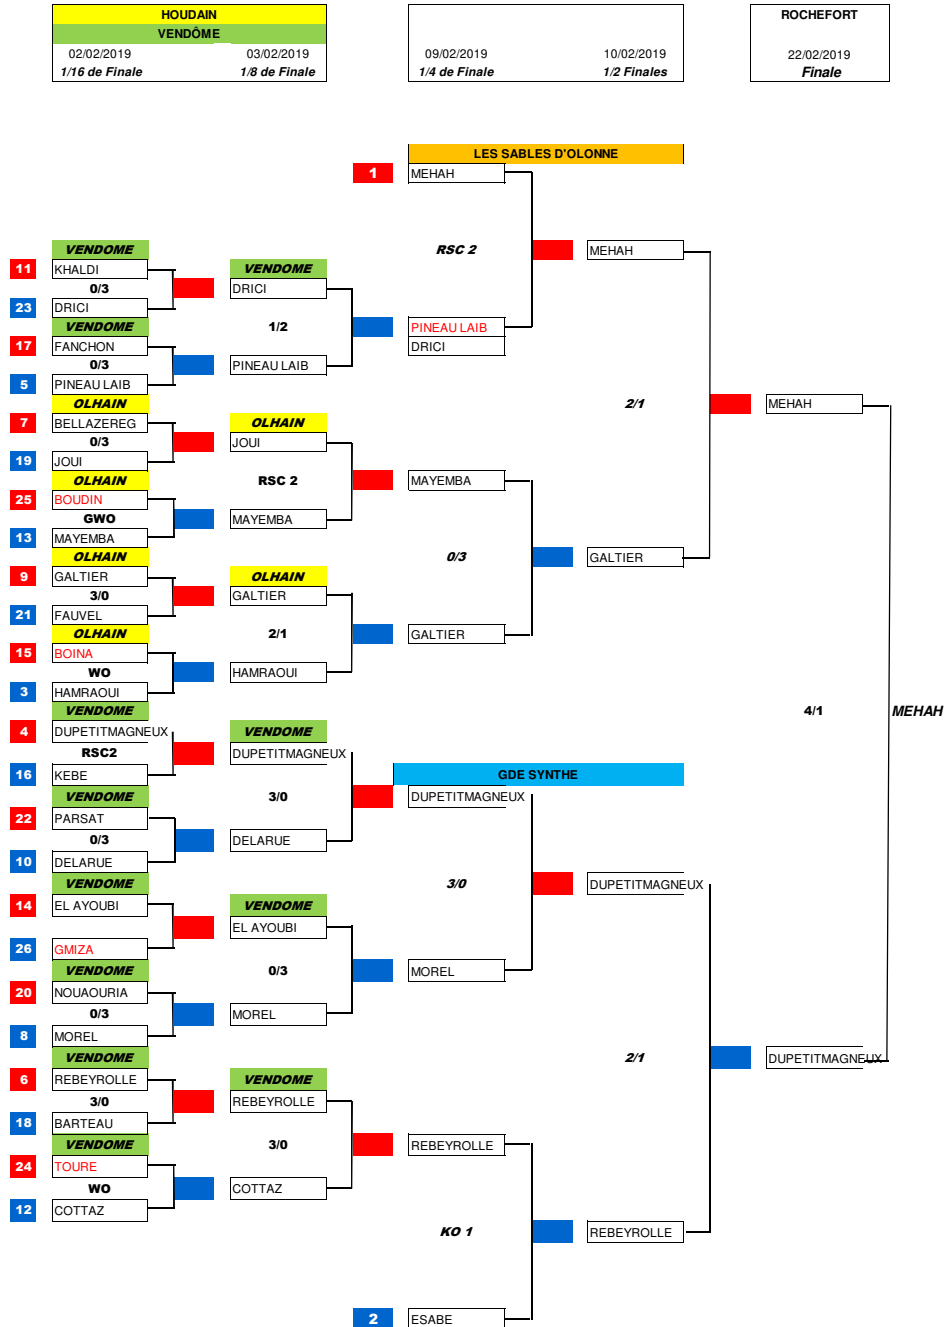 HOUDAIN
VENDÔME
02/02/2019 03/02/2019
1/16 de Finale 1/8 de Finale
09/02/2019 10/02/2019
1/4 de Finale 1/2 Finales
ROCHEFORT
22/02/2019
Finale
LES SABLES D'OLONNE
1 MEHAH
VENDOME RSC 2 MEHAH
11 KHALDI VENDOME
0/3 DRICI
23 DRICI
VENDOME 1/2 PINEAU LAIB
17 FANCHON DRICI
0/3 PINEAU LAIB
5 PINEAU LAIB
OLHAIN 2/1 MEHAH
7 BELLAZEREG OLHAIN
0/3 JOUI
19 JOUI
OLHAIN RSC 2 MAYEMBA
25 BOUDIN
GWO MAYEMBA
13 MAYEMBA
OLHAIN 0/3 GALTIER
9 GALTIER OLHAIN
3/0 GALTIER
21 FAUVEL
OLHAIN 2/1 GALTIER
15 BOINA
WO HAMRAOUI
3 HAMRAOUI
VENDOME 4/1 MEHAH
4 DUPETITMAGNEUX VENDOME
RSC2 DUPETITMAGNEUX
16 KEBE GDE SYNTHE
VENDOME 3/0 DUPETITMAGNEUX
22 PARSAT
0/3 DELARUE
10 DELARUE
VENDOME 3/0 DUPETITMAGNEUX
14 EL AYOUBI VENDOME
EL AYOUBI
26 GMIZA
VENDOME 0/3 MOREL
20 NOUAOURIA
0/3 MOREL
8 MOREL
VENDOME 2/1 DUPETITMAGNEUX
6 REBEYROLLE VENDOME
3/0 REBEYROLLE
18 BARTEAU
VENDOME 3/0 REBEYROLLE
24 TOURE
WO COTTAZ
12 COTTAZ
KO 1 REBEYROLLE
2 ESABE